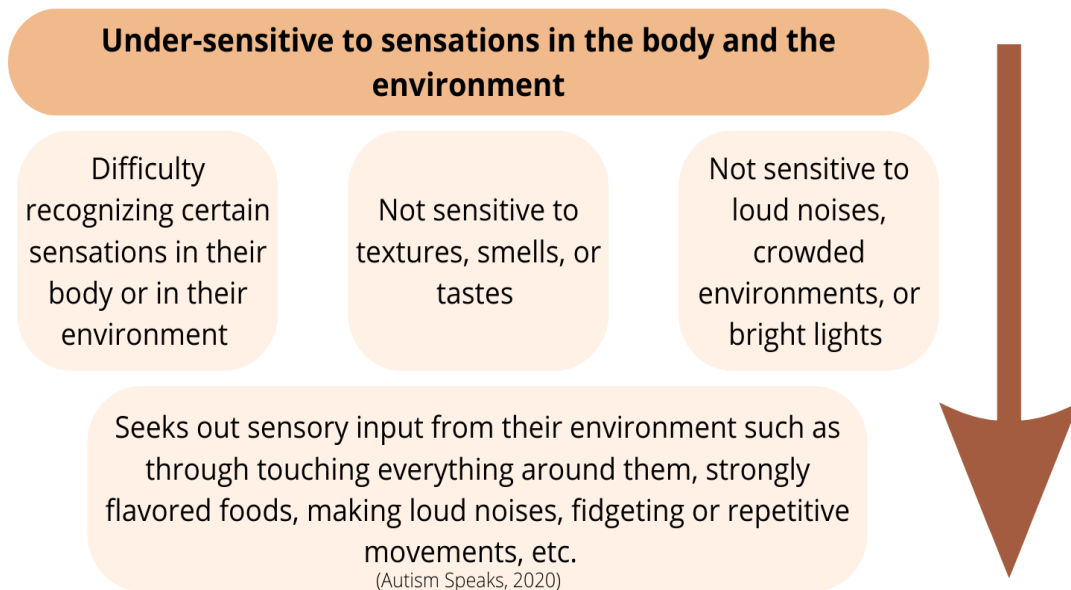 Under-sensitive to sensations in the body and the
environment
Difficulty
recognizing certain
sensations in their
body or in their
environment
Not sensitive to
textures, smells, or
tastes
Not sensitive to
loud noises,
crowded
environments, or
bright lights
Seeks out sensory input from their environment such as
through touching everything around them, strongly
flavored foods, making loud noises, fidgeting or repetitive
movements, etc.
(Autism Speaks, 2020)